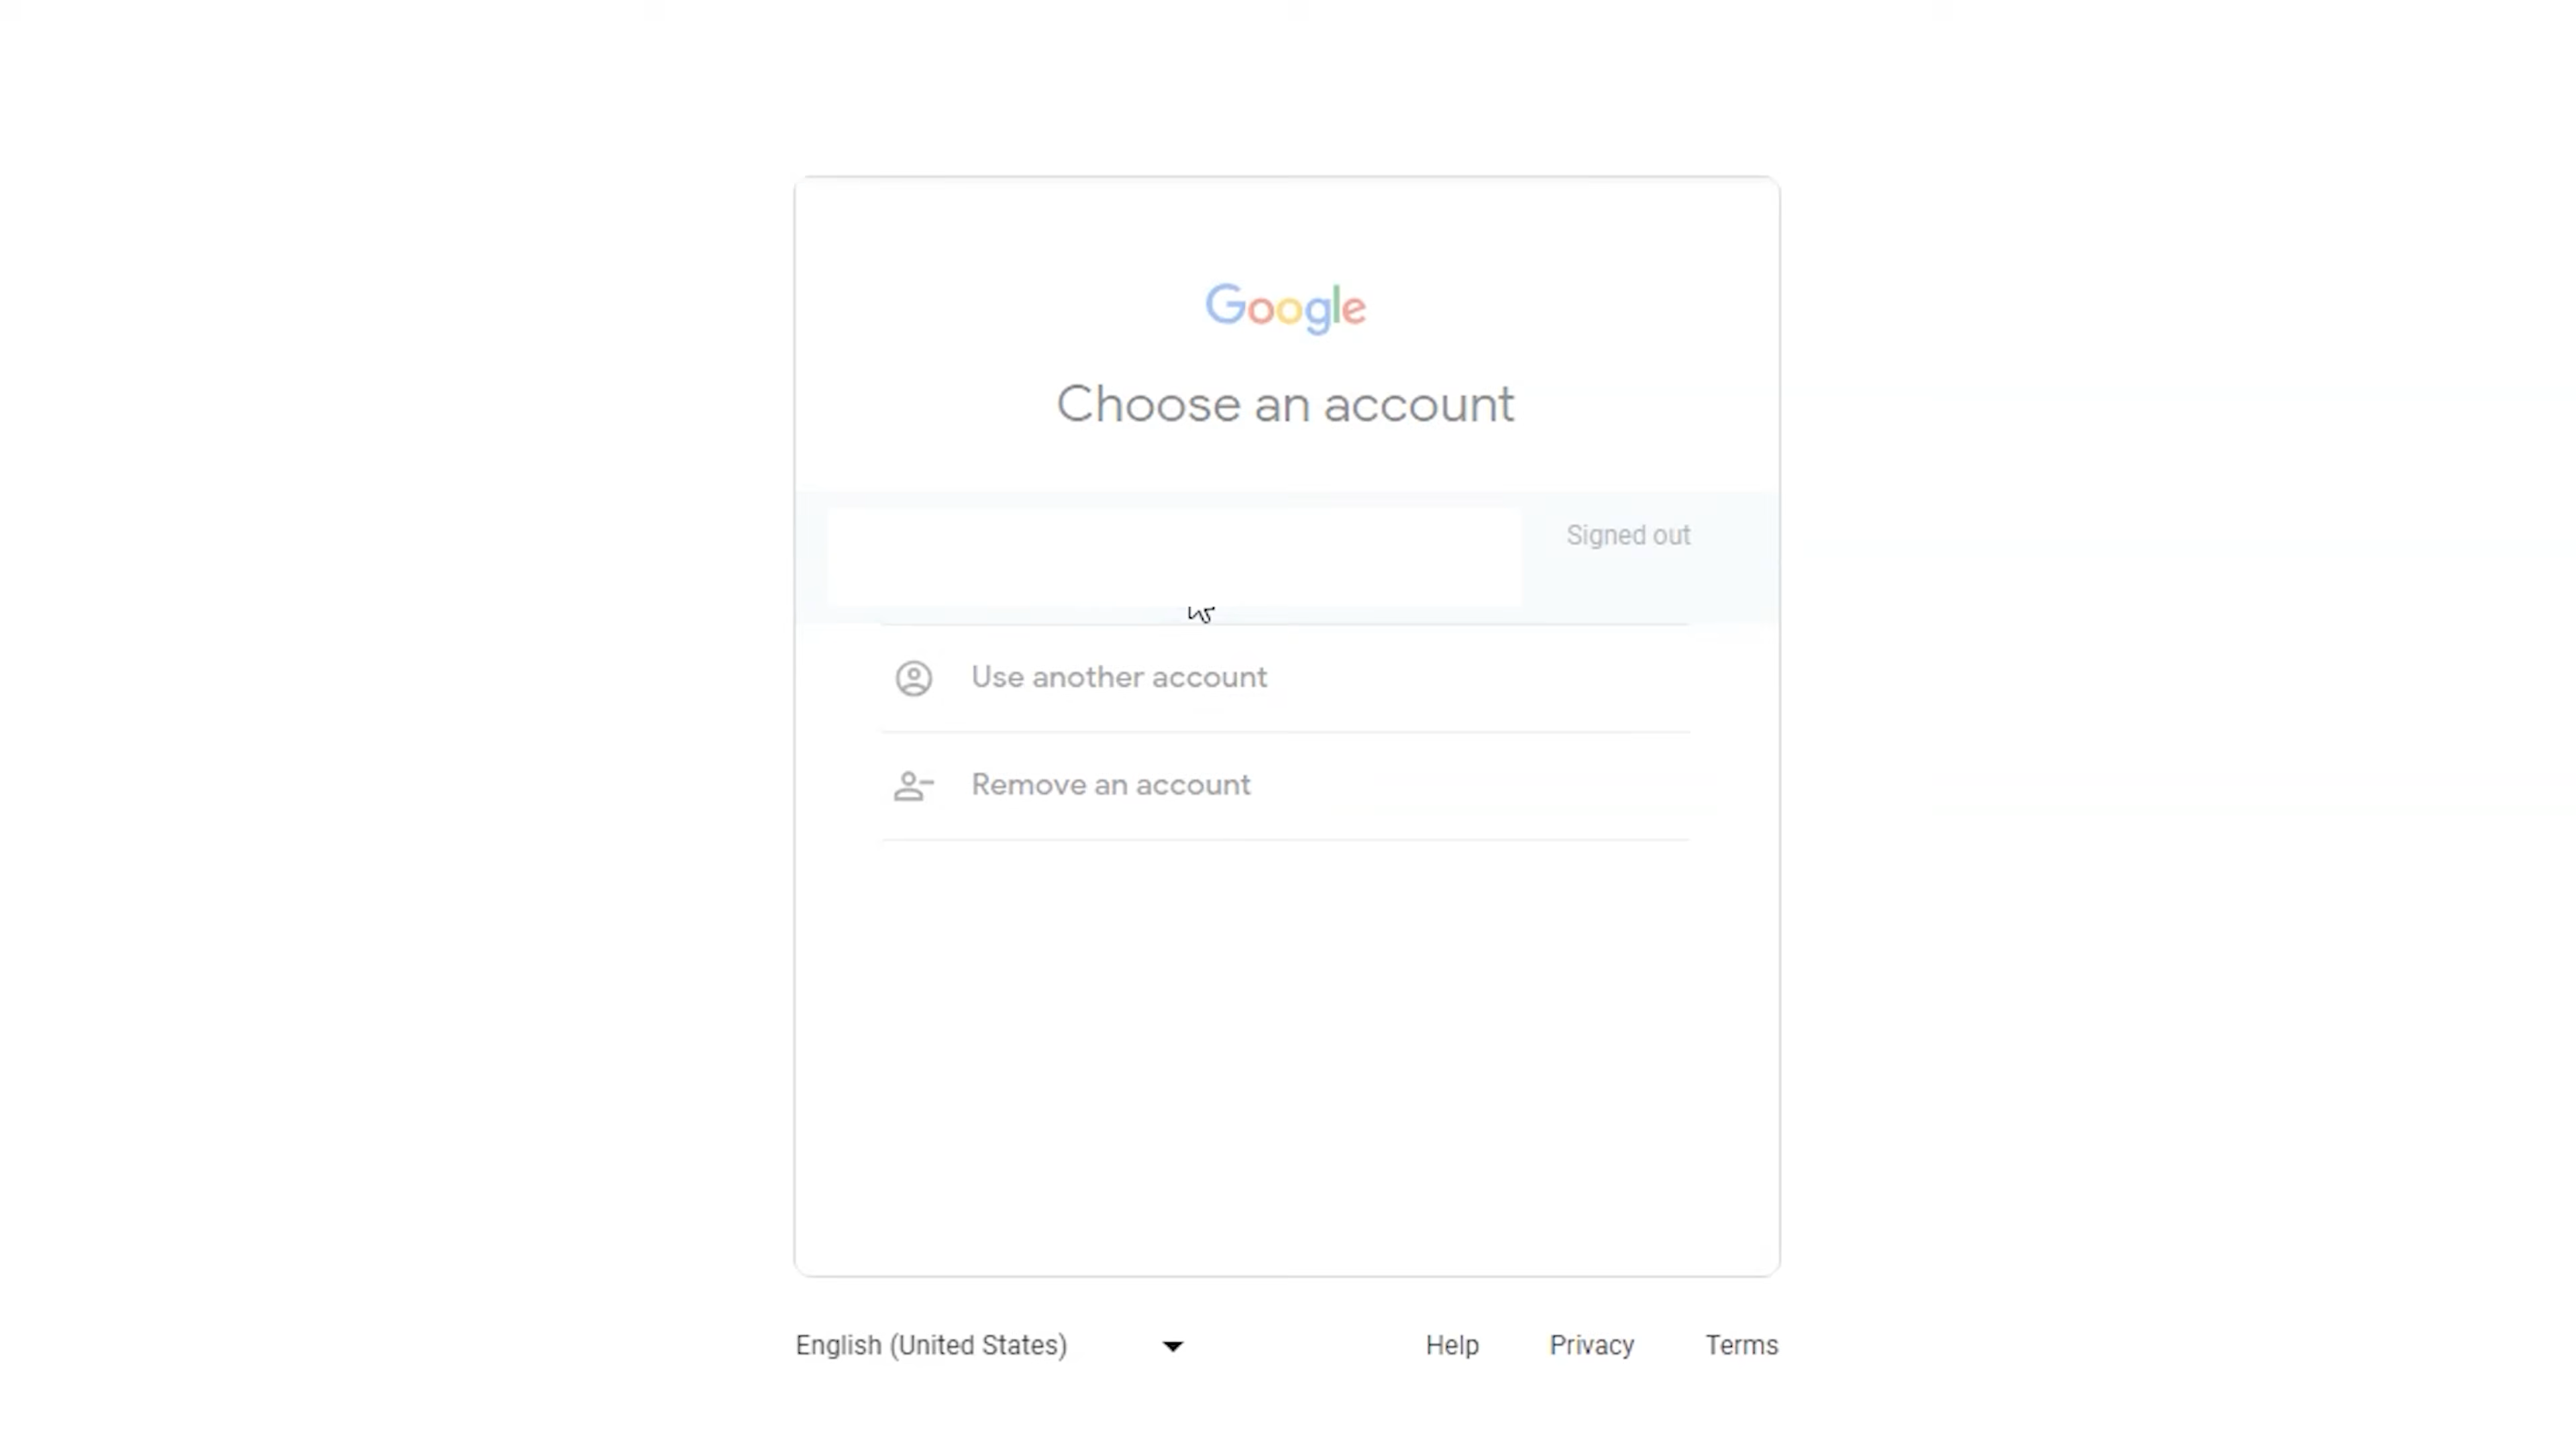 Google
Choose an account
Signed out
Use another account
Remove an account
English (United States)
Help Privacy Terms